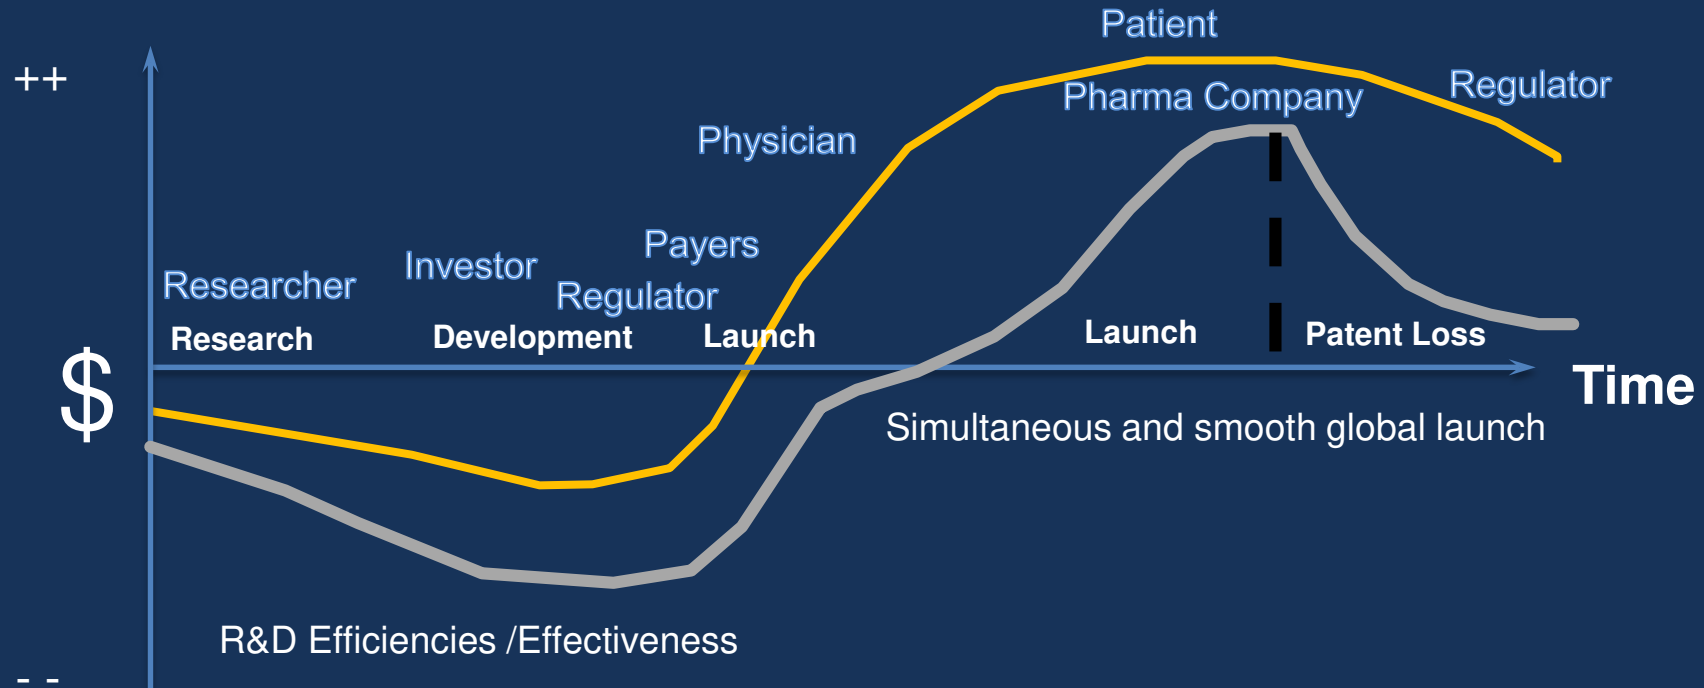 Patient
++
Pharma Company
Regulator
Physician
Payers
Investor
Researcher
Regulator
Research
Development
Launch
Launch
Patent Loss
$
Time
Simultaneous and smooth global launch
R&D Efficiencies /Effectiveness
- -